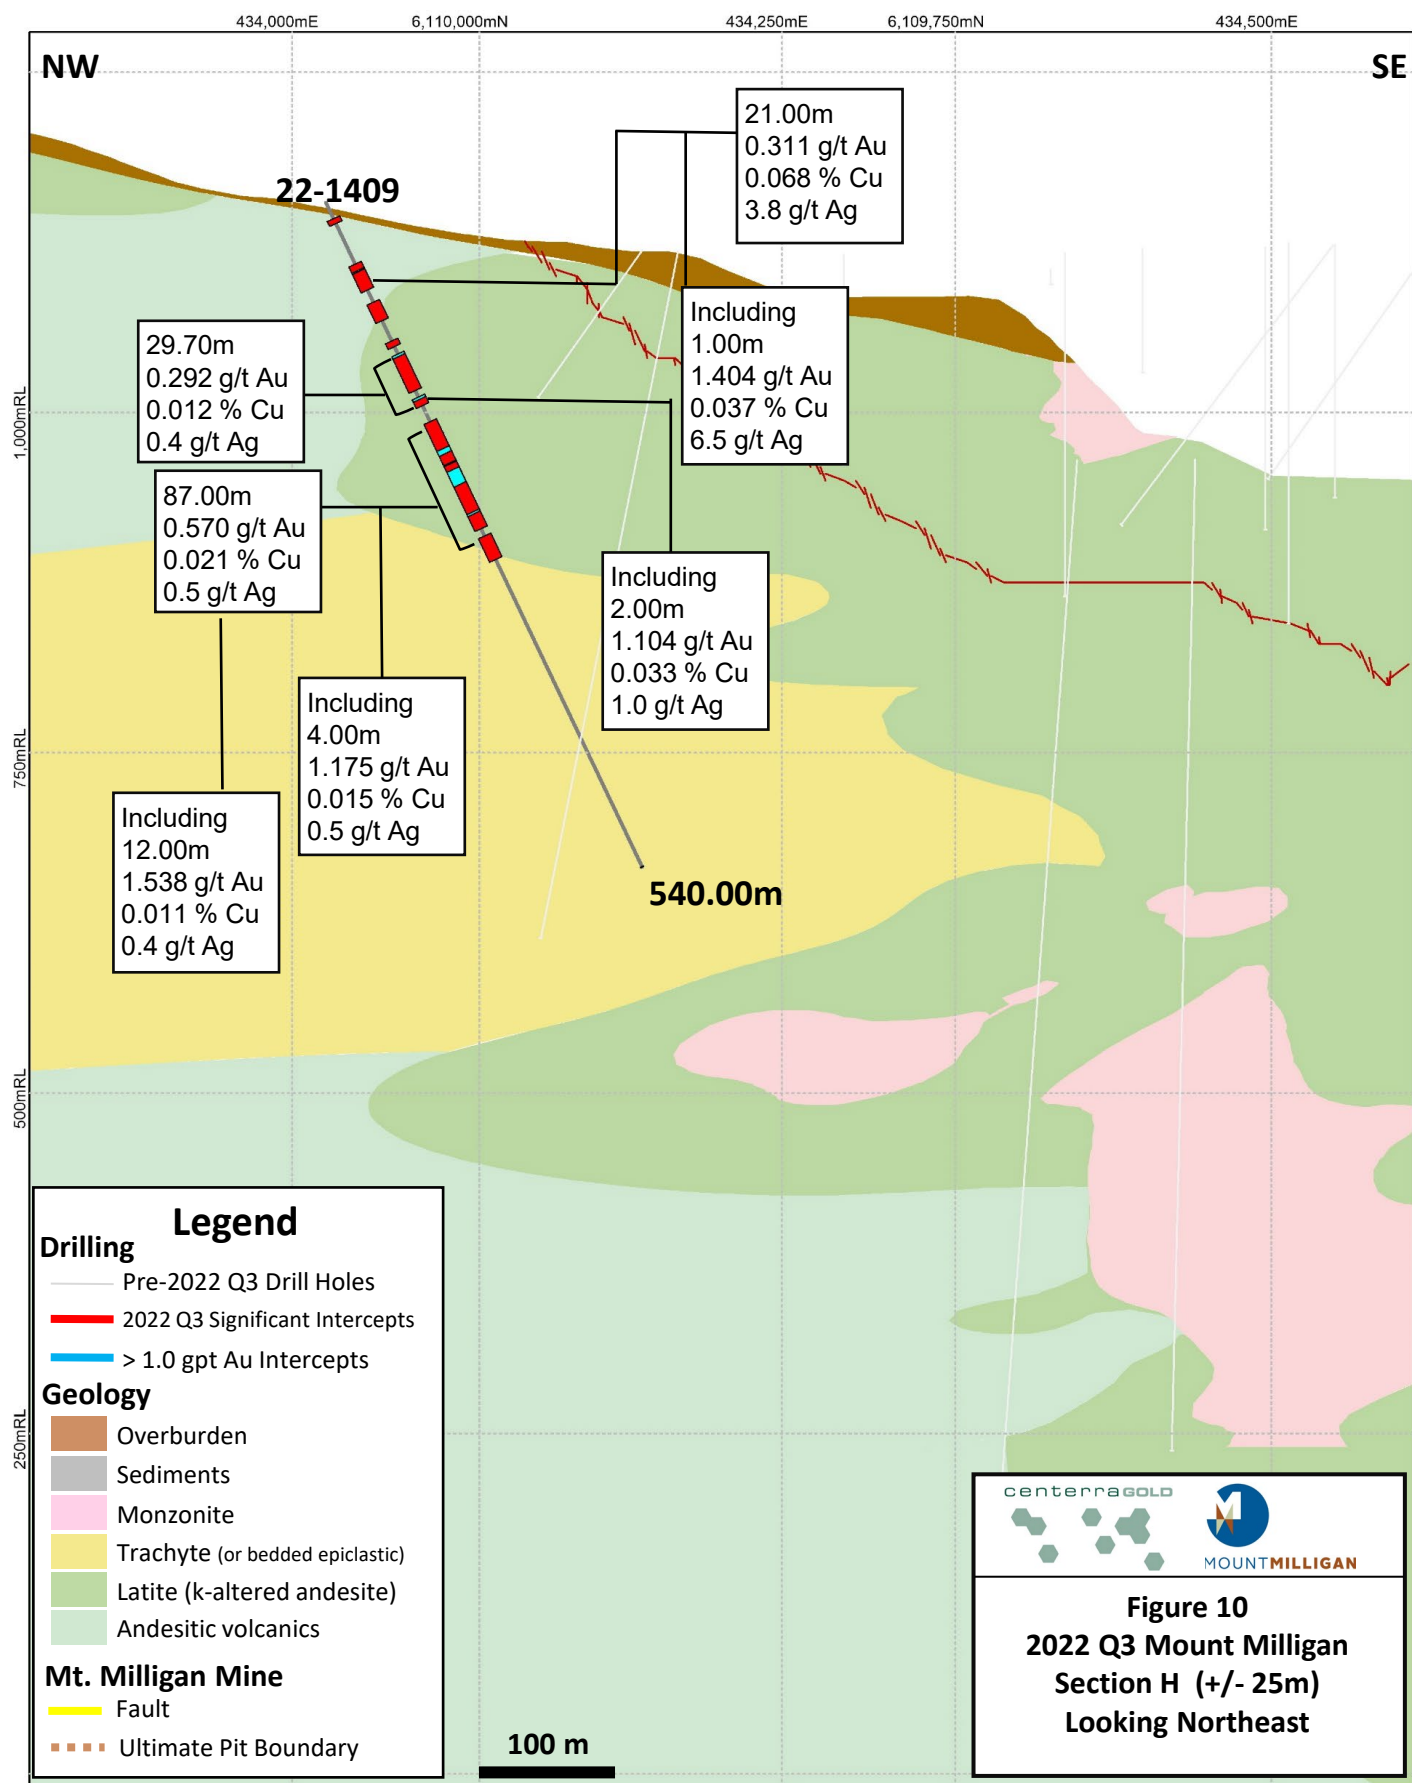 434,000mE 6,110,000mN 434,250mE 6,109,750mN 434,500mE
NW SE
22-1409
21.00m
0.311 g/t Au
0.068 % Cu
3.8 g/t Ag
Including
1.00m
1.404 g/t Au
0.037 % Cu
6.5 g/t Ag
29.70m
0.292 g/t Au
0.012 % Cu
0.4 g/t Ag
87.00m
0.570 g/t Au
0.021 % Cu
0.5 g/t Ag
Including
2.00m
1.104 g/t Au
0.033 % Cu
1.0 g/t Ag
Including
4.00m
1.175 g/t Au
0.015 % Cu
0.5 g/t Ag
Including
12.00m
1.538 g/t Au
0.011 % Cu
0.4 g/t Ag
540.00m
1,000mRL
750mRL
500mRL
250mRL
Legend
Drilling
Pre-2022 Q3 Drill Holes
2022 Q3 Significant Intercepts
> 1.0 gpt Au Intercepts
Geology
Overburden
Sediments
Monzonite
Trachyte (or bedded epiclastic)
Latite (k-altered andesite)
Andesitic volcanics
Mt. Milligan Mine
Fault
Ultimate Pit Boundary
100 m
centerraGOLD
MOUNTMILLIGAN
Figure 10
2022 Q3 Mount Milligan
Section H (+/- 25m)
Looking Northeast